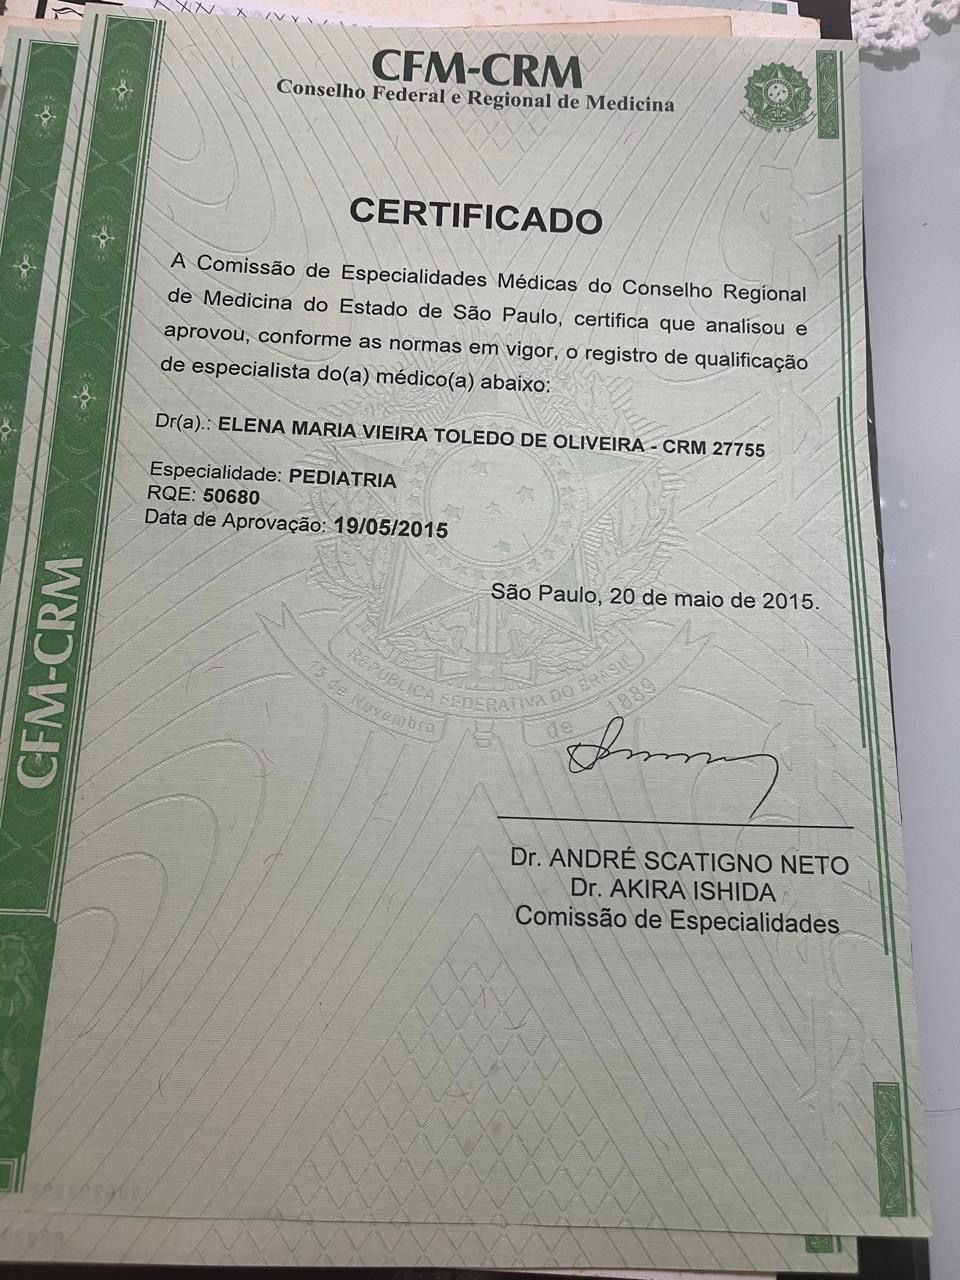 CFM-CRM
Conselho Federal e Regional de Medicina
CERTIFICADO
A Comissão de Especialidades Médicas do Conselho Regional
de Medicina do Estado de São Paulo, certifica que analisou e
aprovou, conforme as normas em vigor, o registro de qualificação
de especialista do(a) médico(a) abaixo:
Dr(a).: ELENA MARIA VIEIRA TOLEDO DE OLIVEIRA - CRM 27755
Especialidade: PEDIATRIA
RQE: 50680
Data de Aprovação: 19/05/2015
São Paulo, 20 de maio de 2015.
REPÚBLICA FEDERATIVA DO BRASIL
15 de Novembro de 1889
Dr. ANDRÉ SCATIGNO NETO
Dr. AKIRA ISHIDA
Comissão de Especialidades
CFM-CRM